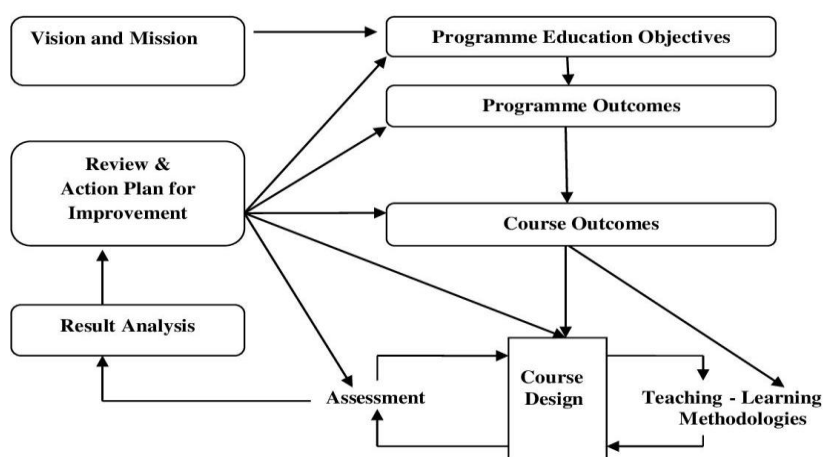 Vision and Mission
Programme Education Objectives
Programme Outcomes
Review &
Action Plan for
Improvement
Course Outcomes
Result Analysis
Assessment
Course
Design
Teaching - Learning
Methodologies